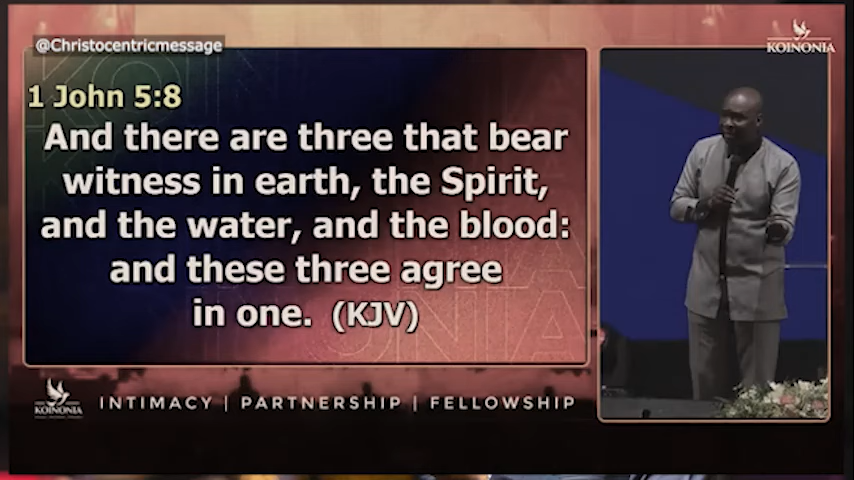 @Christocentricmessage
KOINONIA
1 John 5:8
And there are three that bear
witness in earth, the Spirit,
and the water, and the blood:
and these three agree
in one. (KJV)
KOINONIA
INTIMACY | PARTNERSHIP | FELLOWSHIP